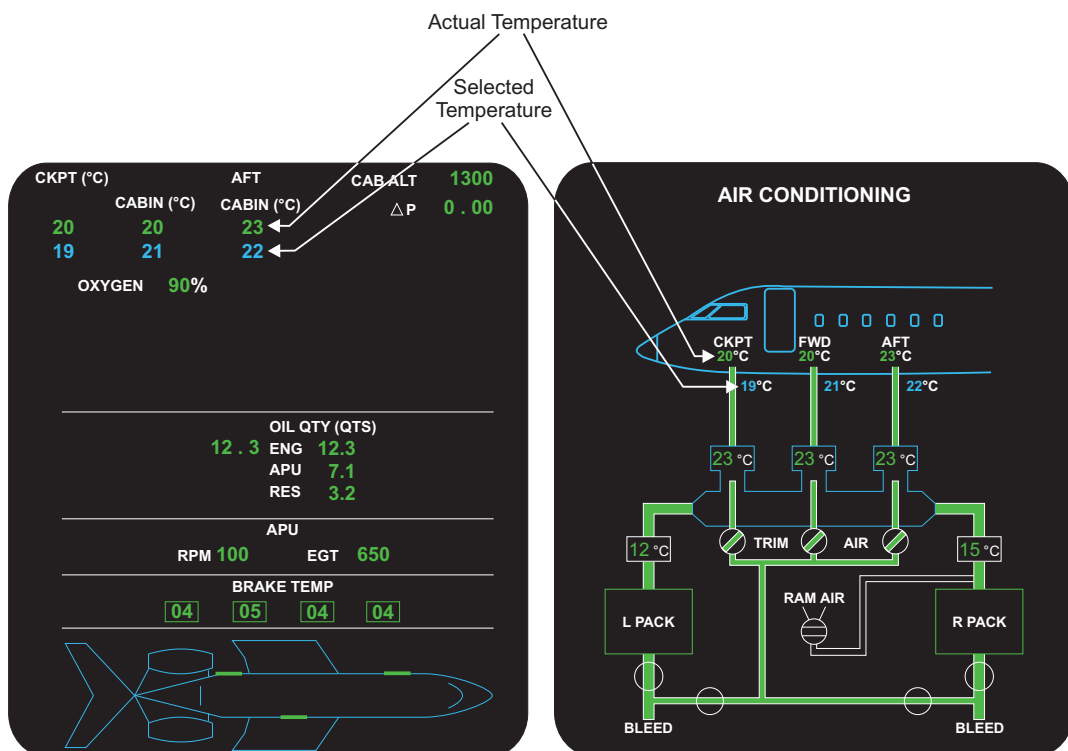 Actual Temperature
Selected
Temperature
CKPT (°C) AFT CAB ALT 1300
CABIN (°C) CABIN (°C) △P 0 . 00
20 20 23
19 21 22
OXYGEN 90%
OIL QTY (QTS)
12 . 3 ENG 12.3
APU 7.1
RES 3.2
APU
RPM 100 EGT 650
BRAKE TEMP
04 05 04 04
AIR CONDITIONING
CKPT FWD AFT
20°C 20°C 23°C
19°C 21°C 22°C
23 °C 23 °C 23 °C
TRIM AIR
12 °C 15 °C
RAM AIR
L PACK R PACK
BLEED BLEED